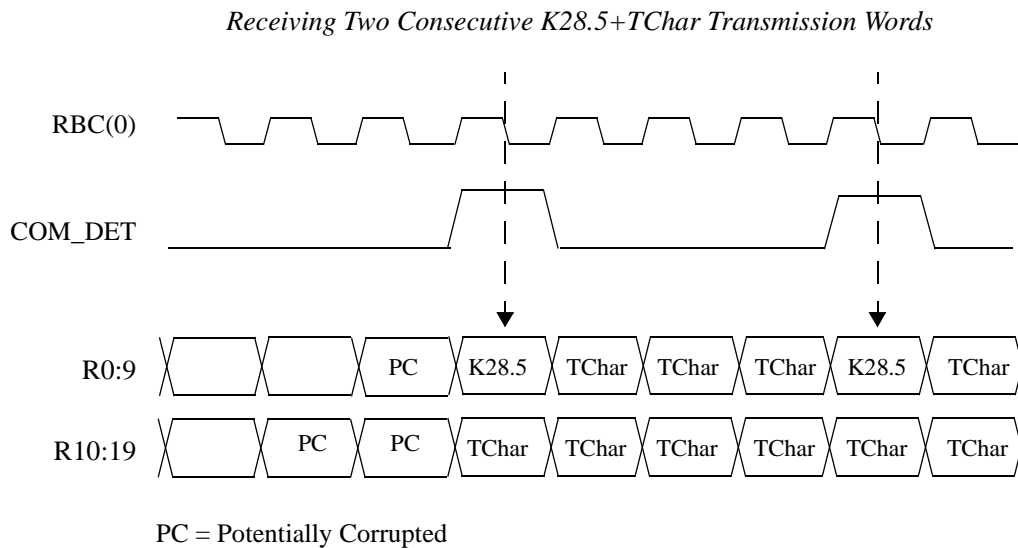 Receiving Two Consecutive K28.5+TChar Transmission Words
RBC(0)
COM_DET
R0:9 PC K28.5 TChar TChar TChar K28.5 TChar
R10:19 PC PC TChar TChar TChar TChar TChar TChar
PC = Potentially Corrupted